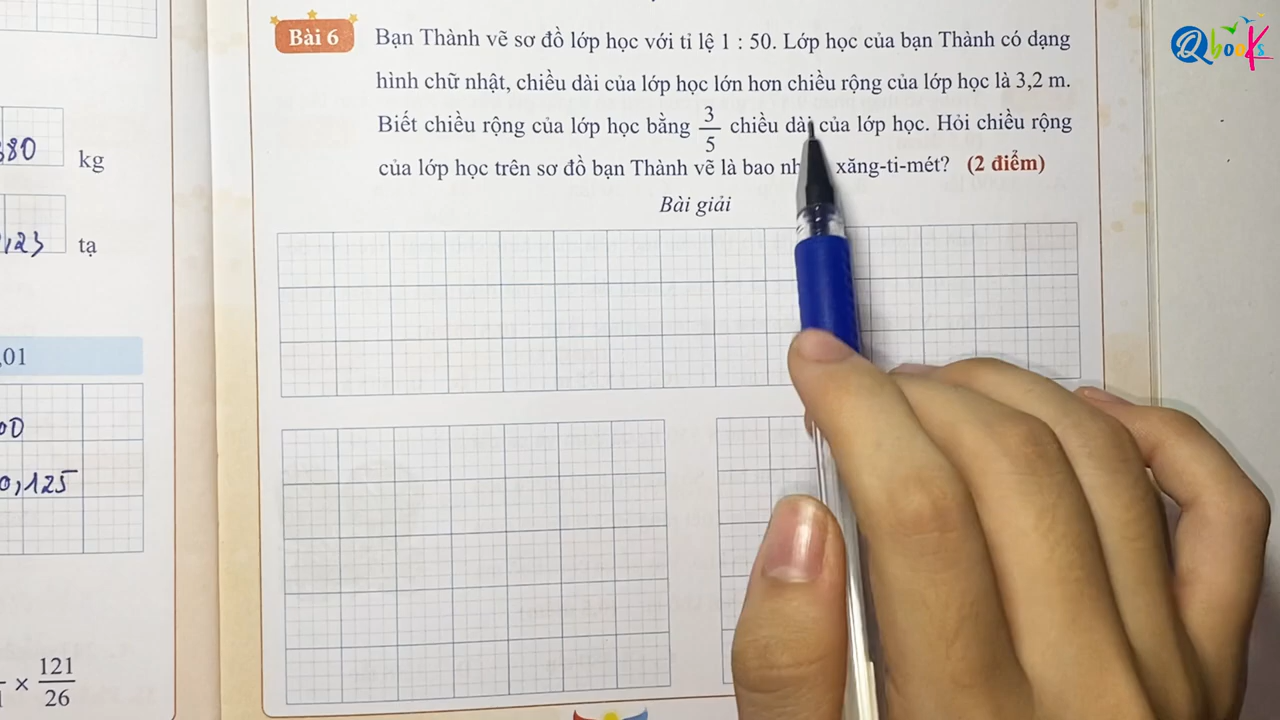 Bài 6 Bạn Thành vẽ sơ đồ lớp học với tỉ lệ 1 : 50. Lớp học của bạn Thành có dạng
hình chữ nhật, chiều dài của lớp học lớn hơn chiều rộng của lớp học là 3,2 m.
Biết chiều rộng của lớp học bằng 3/5 chiều dài của lớp học. Hỏi chiều rộng
của lớp học trên sơ đồ bạn Thành vẽ là bao xăng-ti-mét? (2 điểm)
Bài giải
80 kg
,123 tạ
,01
0,125
× 121/26
Qbooks